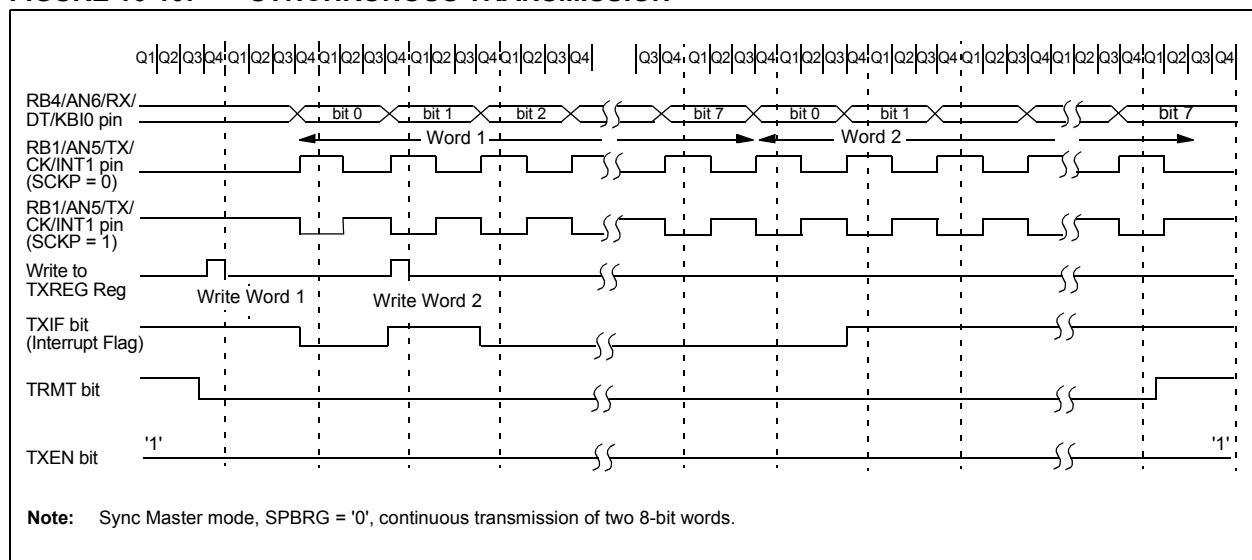 Q1 Q2 Q3 Q4 Q1 Q2 Q3 Q4 Q1 Q2 Q3 Q4 Q1 Q2 Q3 Q4 Q1 Q2 Q3 Q4 Q3 Q4 Q1 Q2 Q3 Q4 Q1 Q2 Q3 Q4 Q1 Q2 Q3 Q4 Q1 Q2 Q3 Q4 Q1 Q2 Q3 Q4 Q1 Q2 Q3 Q4
RB4/AN6/RX/
DT/KBI0 pin
bit 0 bit 1 bit 2 bit 7 bit 0 bit 1 bit 7
Word 1 Word 2
RB1/AN5/TX/
CK/INT1 pin
(SCKP = 0)
RB1/AN5/TX/
CK/INT1 pin
(SCKP = 1)
Write to
TXREG Reg
Write Word 1 Write Word 2
TXIF bit
(Interrupt Flag)
TRMT bit
'1' '1'
TXEN bit
Note: Sync Master mode, SPBRG = '0', continuous transmission of two 8-bit words.